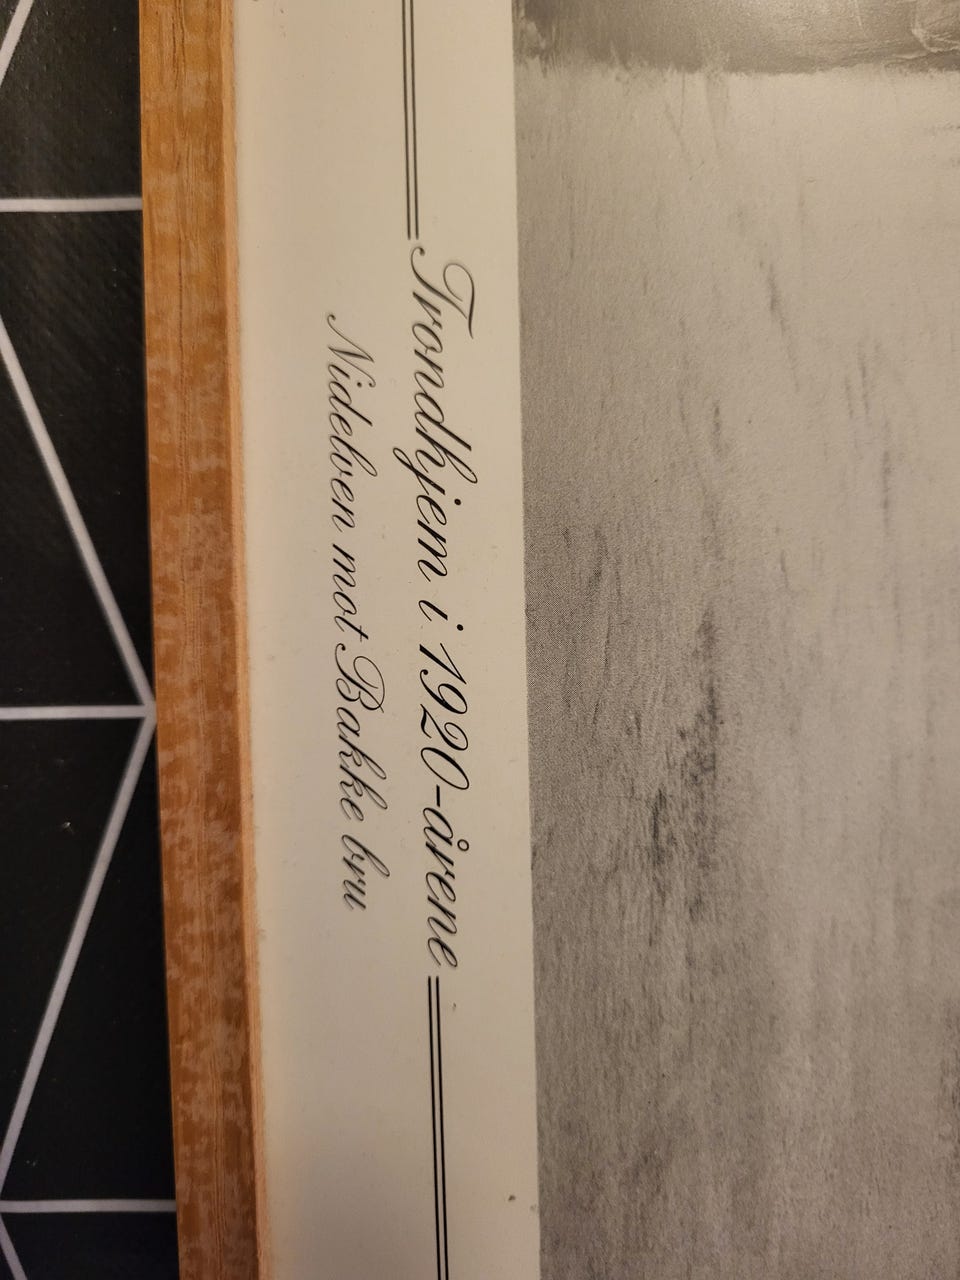 Trondhjem i 1920-årene
Nidelven mot Bakke bru